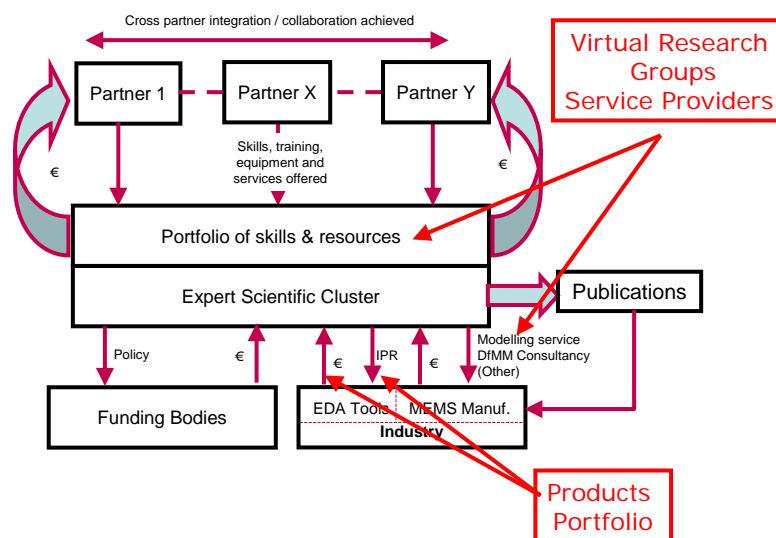 Cross partner integration / collaboration achieved
Virtual Research
Groups
Service Providers
Partner 1
Partner X
Partner Y
Skills, training,
equipment and
services offered
€
€
Portfolio of skills & resources
Expert Scientific Cluster
Publications
Policy
€
€
IPR
€
Modelling service
DfMM Consultancy
(Other)
Funding Bodies
EDA Tools
MEMS Manuf.
Industry
Products
Portfolio